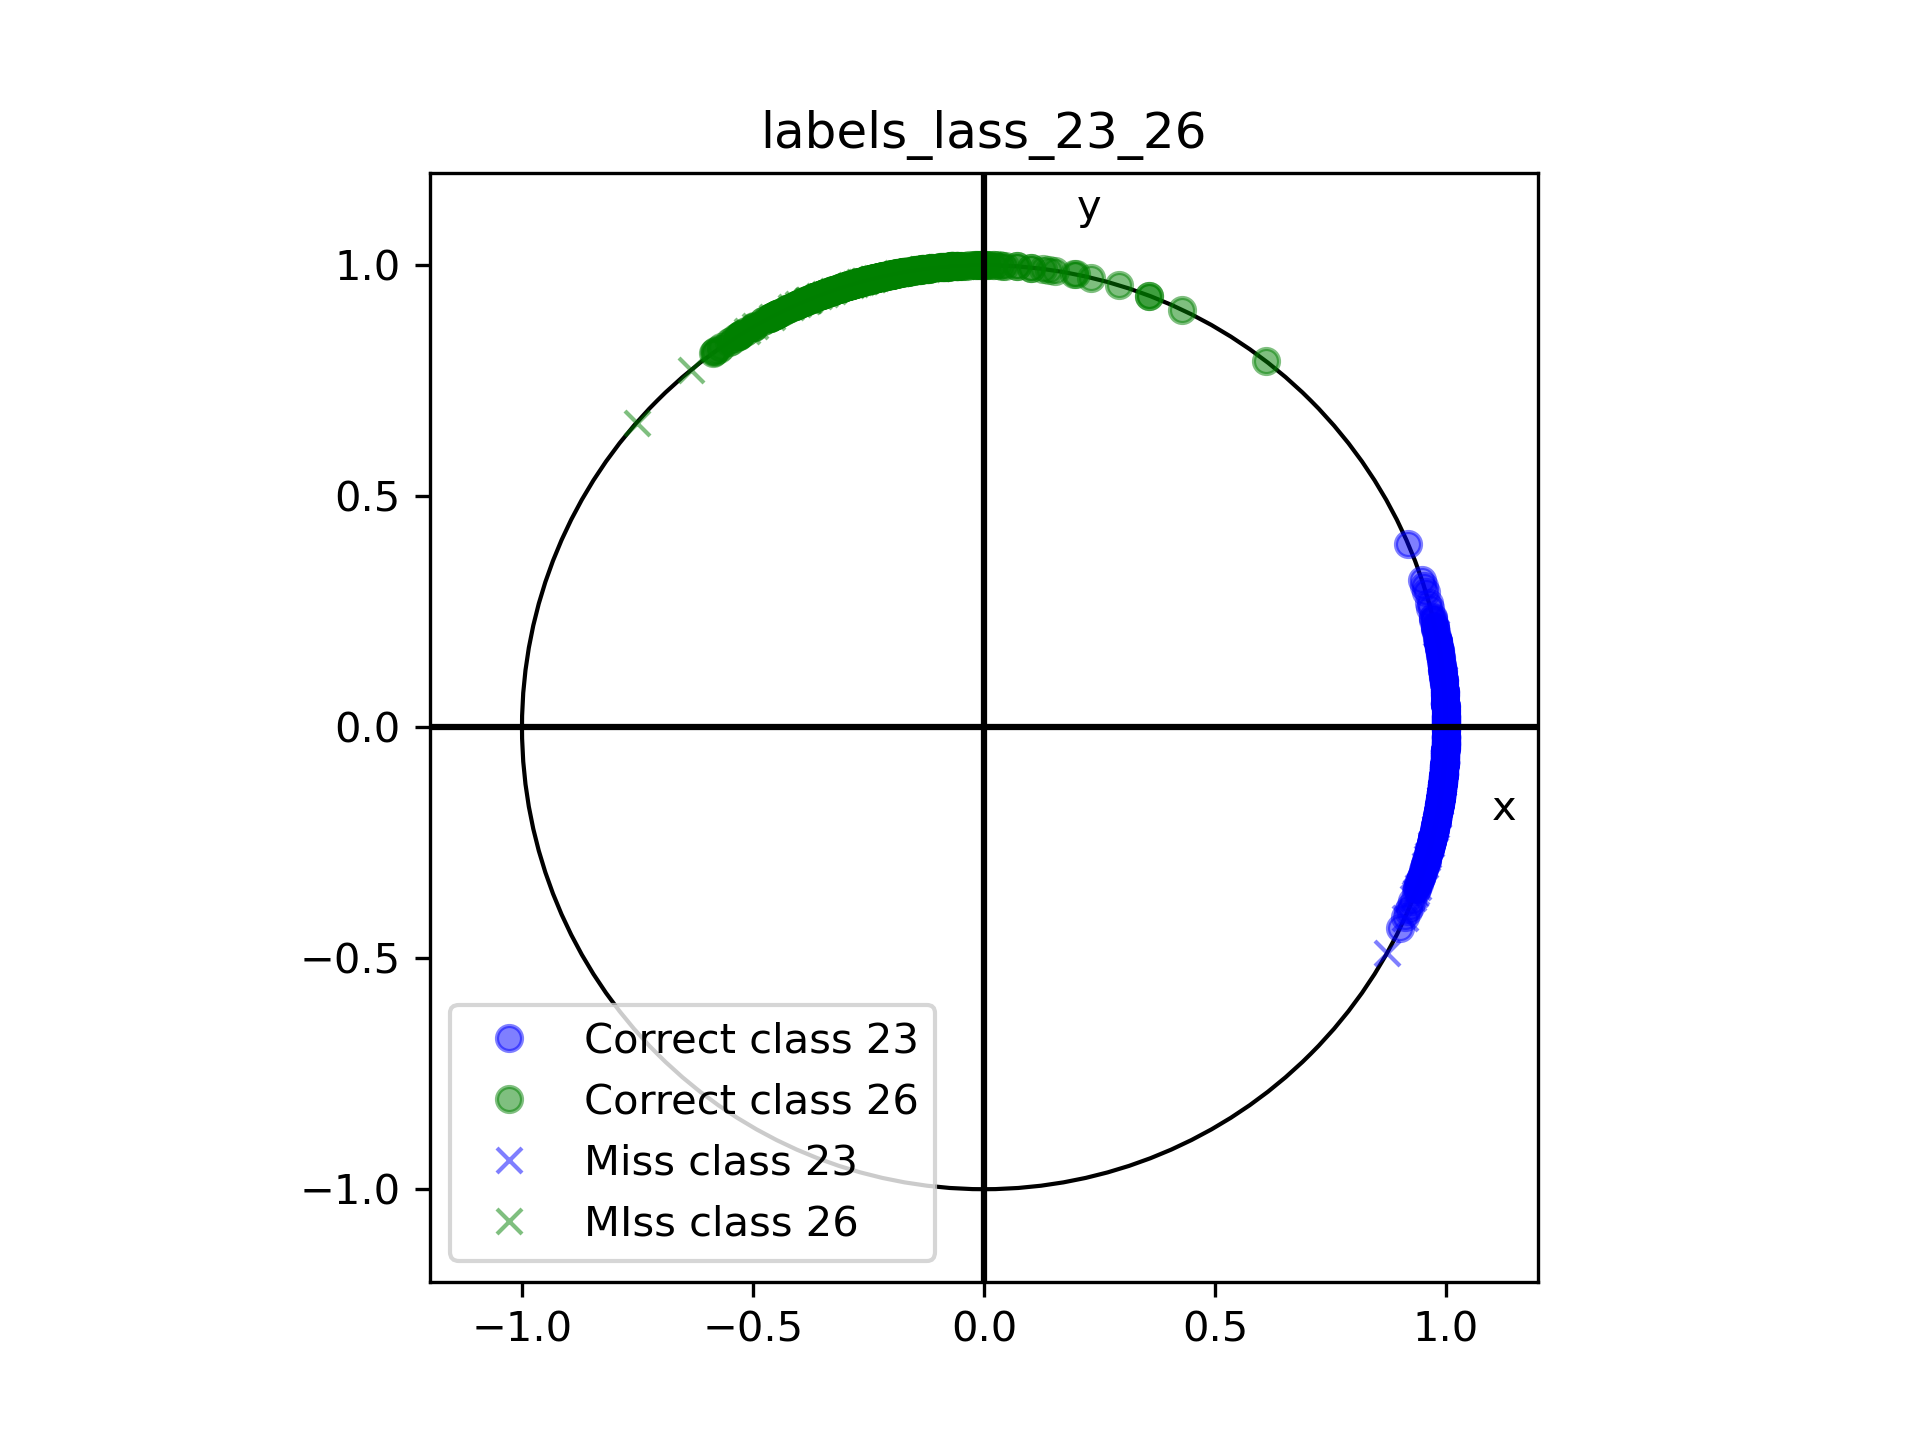 labels_lass_23_26
y
1.0
0.5
0.0
x
−0.5
−1.0
Correct class 23
Correct class 26
Miss class 23
MIss class 26
−1.0 −0.5 0.0 0.5 1.0